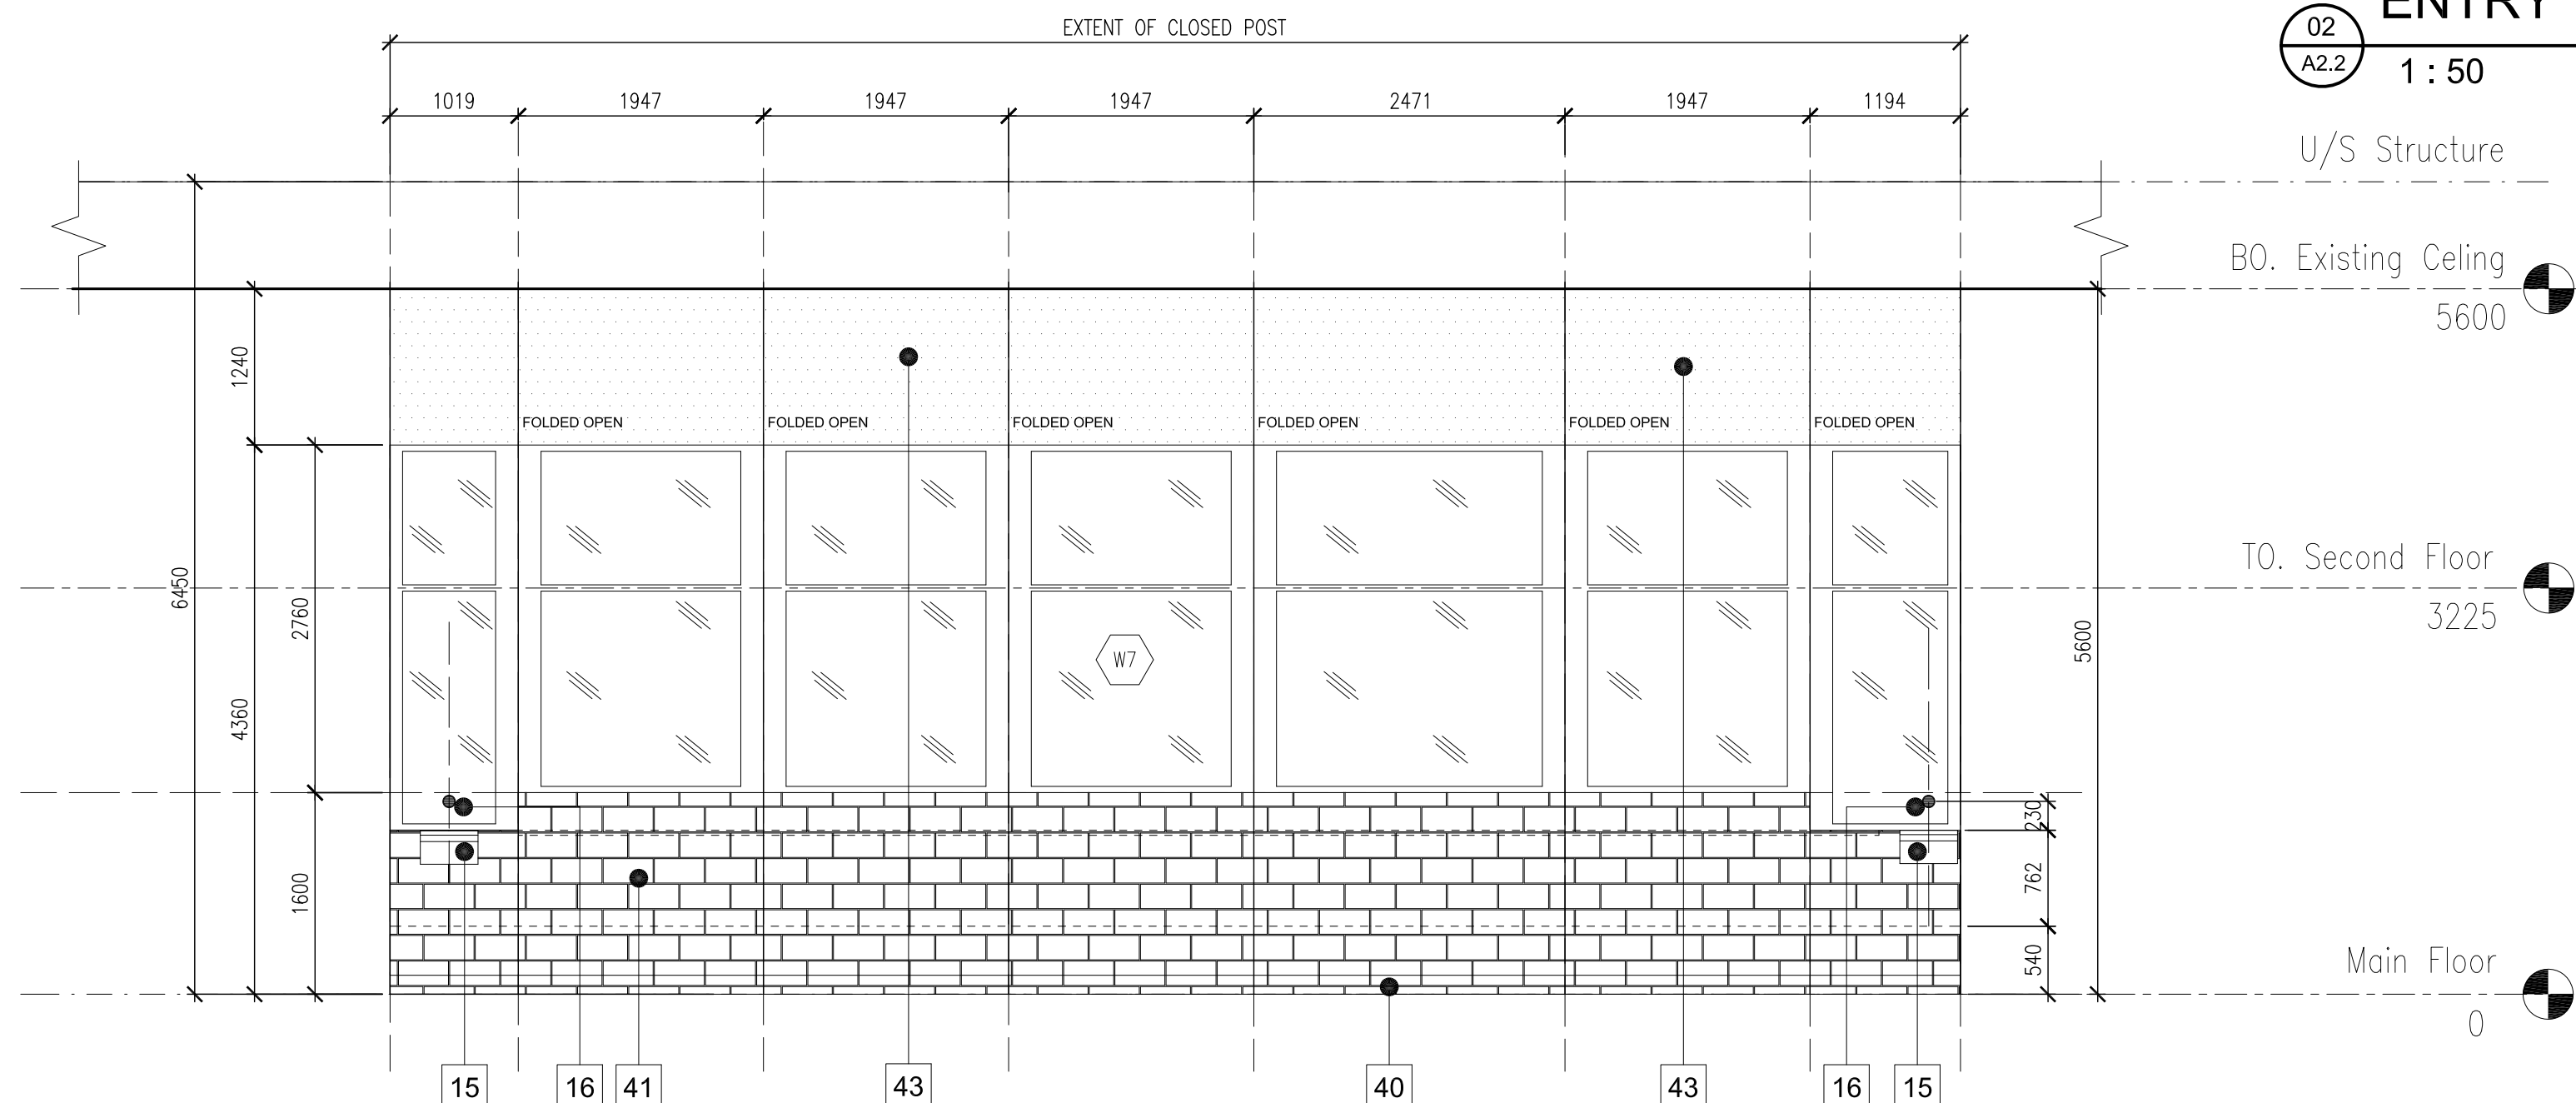 EXTENT OF CLOSED POST
02
ENTRY
A2.2
1 : 50
1019
1947
1947
1947
2471
1947
1194
U/S Structure
BO. Existing Celing
5600
1240
FOLDED OPEN
FOLDED OPEN
FOLDED OPEN
FOLDED OPEN
FOLDED OPEN
FOLDED OPEN
6450
2760
4360
TO. Second Floor
3225
5600
W7
230
762
1600
540
Main Floor
0
15
16
41
43
40
43
16
15